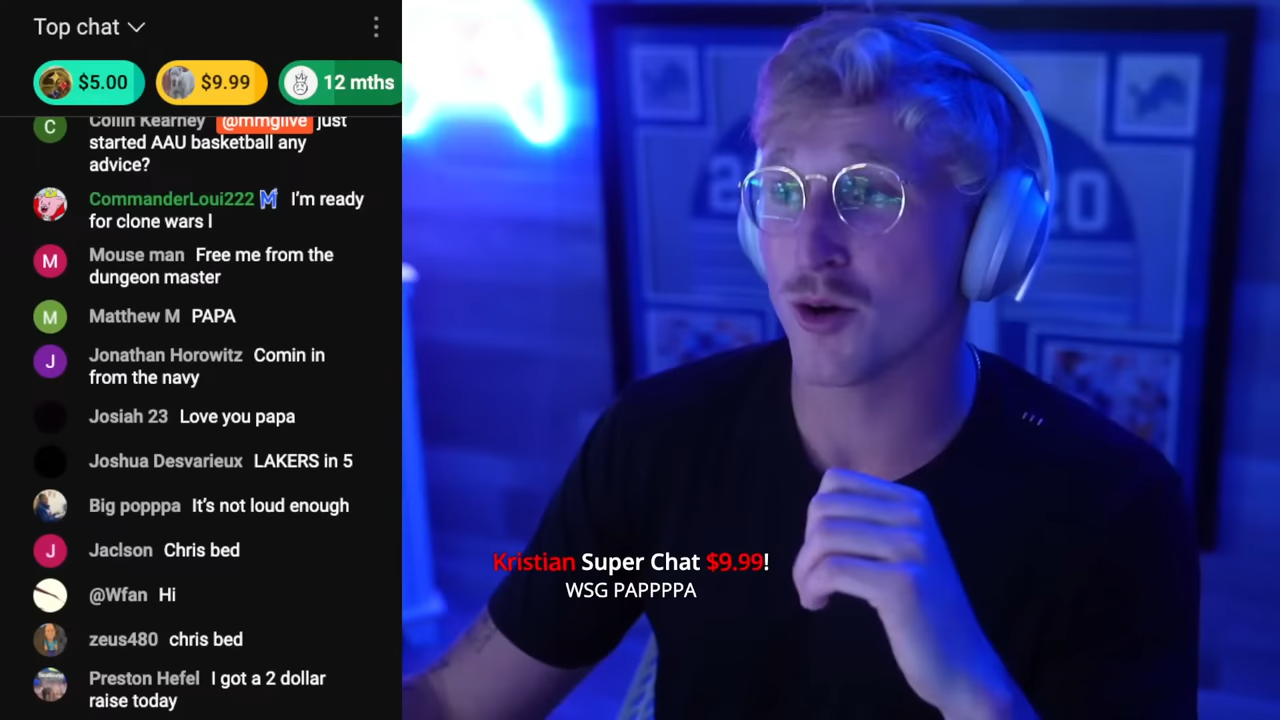 Top chat
$5.00
$9.99
12 mths
C
Collin Kearney @mmglive just
started AAU basketball any
advice?
CommanderLoui222 M I’m ready
for clone wars l
M
Mouse man Free me from the
dungeon master
M
Matthew M PAPA
J
Jonathan Horowitz Comin in
from the navy
Josiah 23 Love you papa
Joshua Desvarieux LAKERS in 5
Big popppa It’s not loud enough
J
Jaclson Chris bed
@Wfan Hi
zeus480 chris bed
Preston Hefel I got a 2 dollar
raise today
20
Kristian Super Chat $9.99!
WSG PAPPPPA